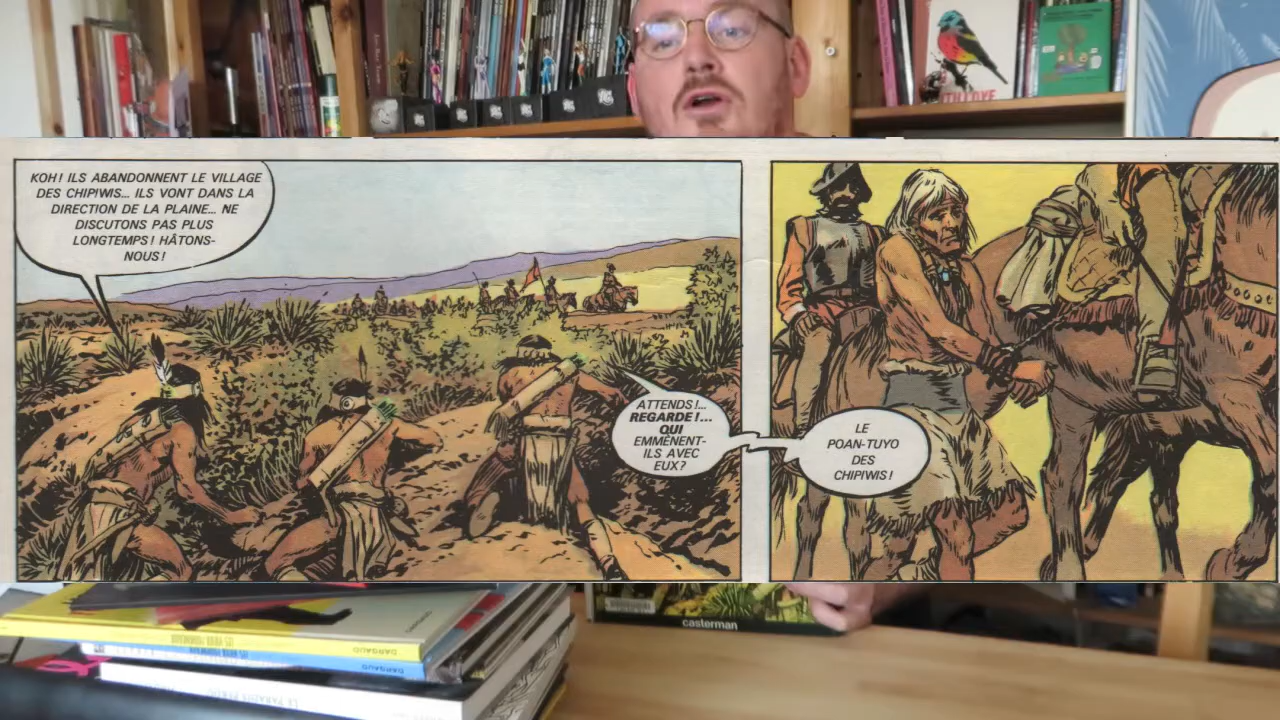 KOH! ILS ABANDONNENT LE VILLAGE
DES CHIPIWIS... ILS VONT DANS LA
DIRECTION DE LA PLAINE... NE
DISCUTONS PAS PLUS
LONGTEMPS! HÂTONS-
NOUS!
ATTENDS!...
REGARDE!...
QUI
EMMÈNENT-
ILS AVEC
EUX?
LE
POAN-TUYO
DES
CHIPIWIS!
casterman
DARGAUD
DARGAUD